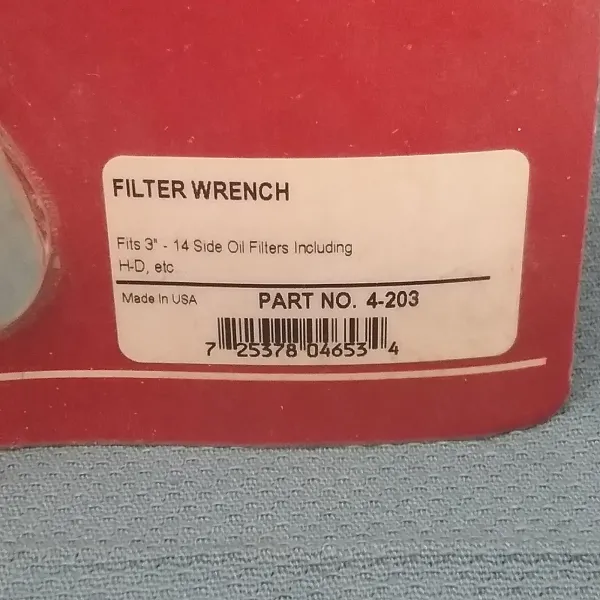 FILTER WRENCH
Fits 3" - 14 Side Oil Filters Including
H-D, etc
Made In USA PART NO. 4-203
7 25378 04653 4